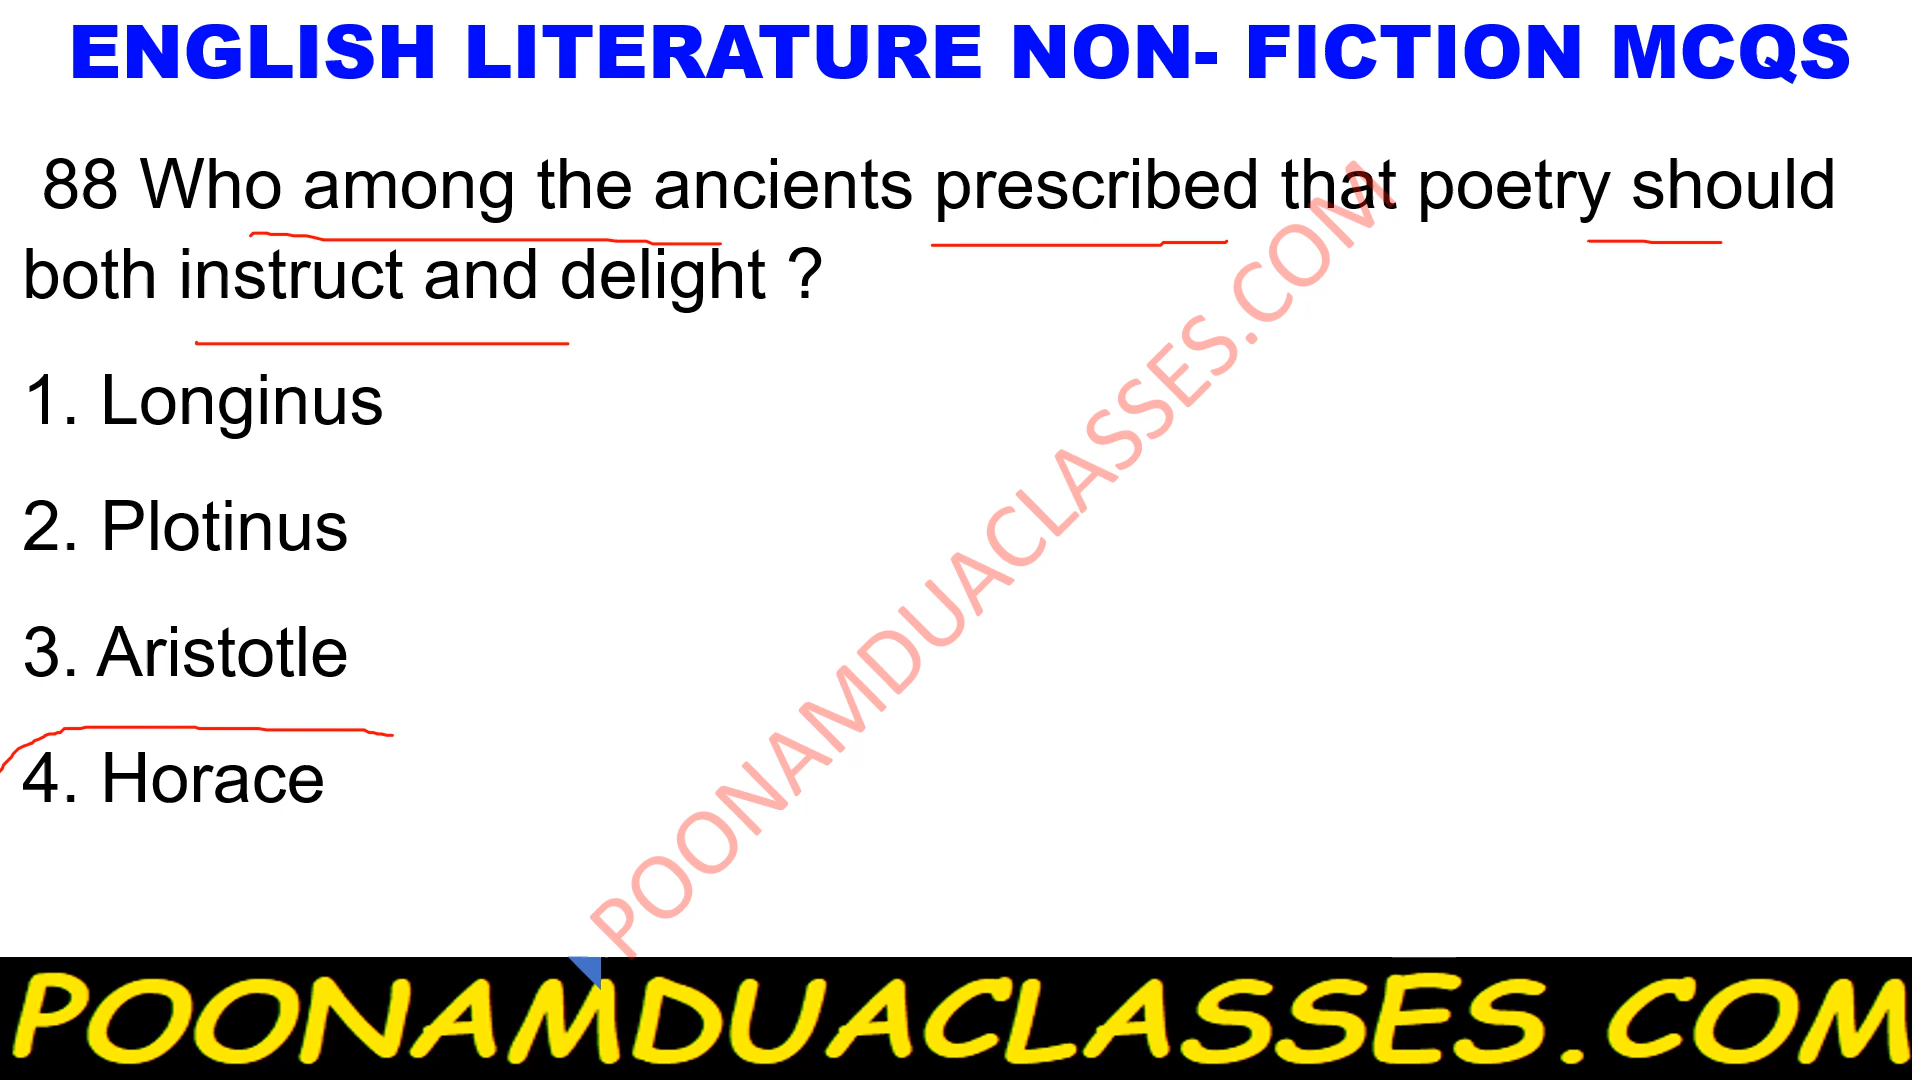 ENGLISH LITERATURE NON- FICTION MCQS
88 Who among the ancients prescribed that poetry should
both instruct and delight ?
1. Longinus
2. Plotinus
3. Aristotle
4. Horace
POONAMDUACLASSES.COM
POONAMDUACLASSES.COM